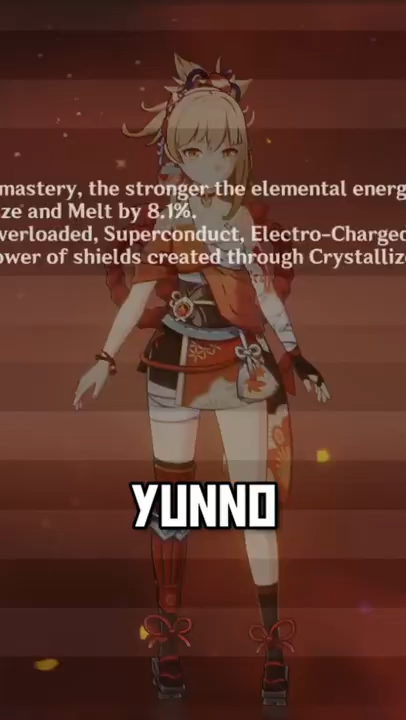 mastery, the stronger the elemental energ
ze and Melt by 8.1%.
verloaded, Superconduct, Electro-Charged
ower of shields created through Crystallize
YUNNO